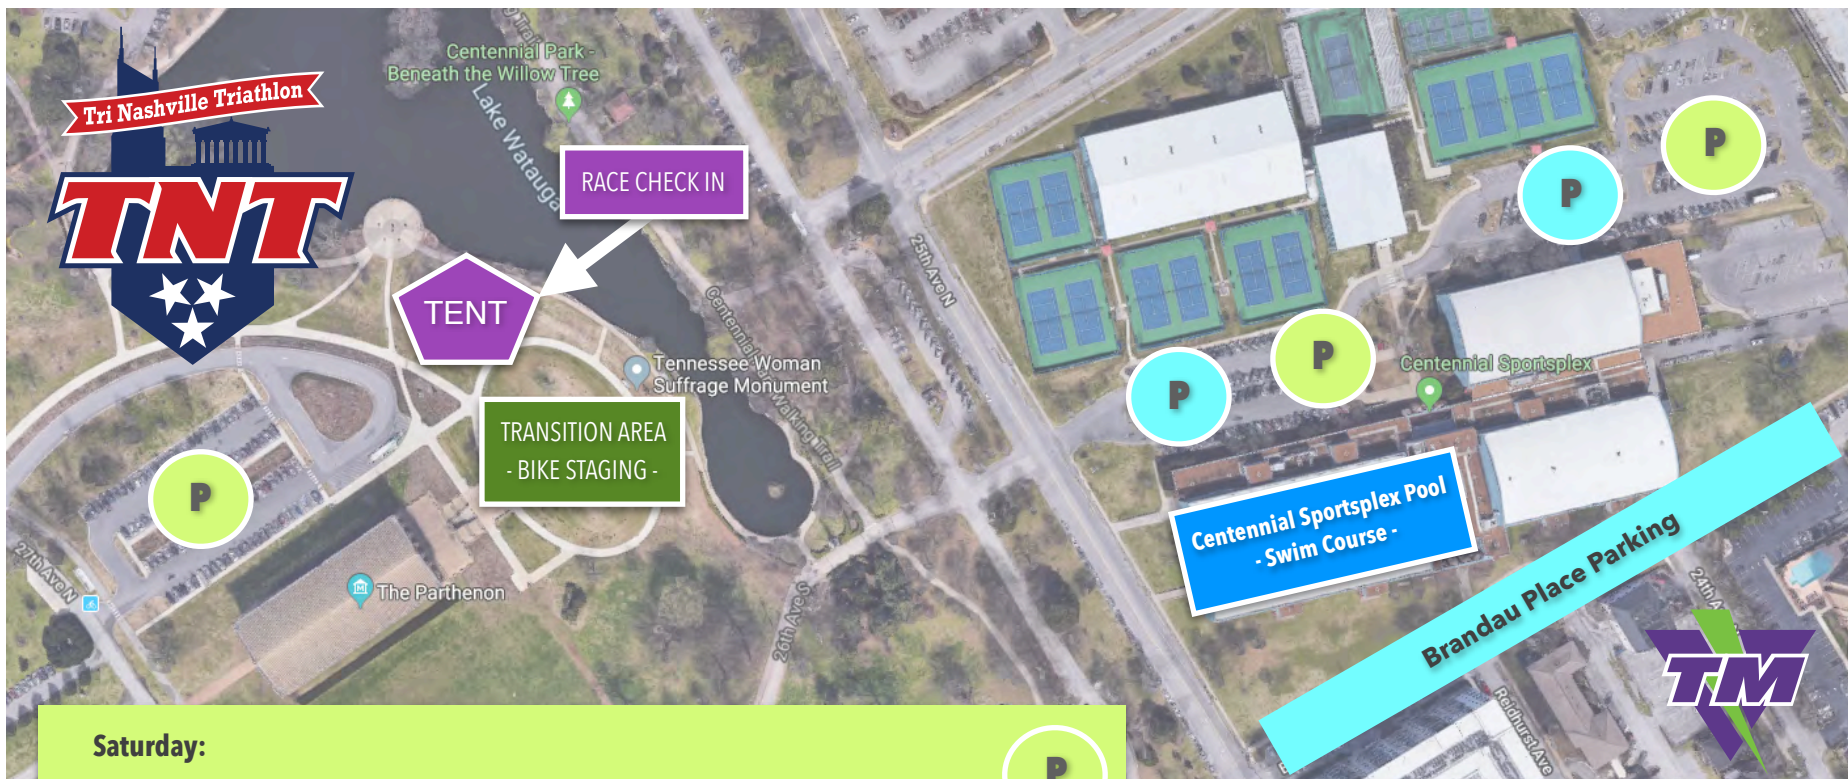 Tri Nashville Triathlon
TNT
Centennial Park -
Beneath the Willow Tree
Lake Watauga
RACE CHECK IN
TENT
Tennessee Woman
Suffrage Monument
Centennial Walking Trail
TRANSITION AREA
- BIKE STAGING -
P
The Parthenon
27th Ave N
26th Ave S
25th Ave N
P
P
P
P
Centennial Sportsplex
Centennial Sportsplex Pool
- Swim Course -
Brandau Place Parking
24th A
Reidhurst Ave
TM
Saturday:
P